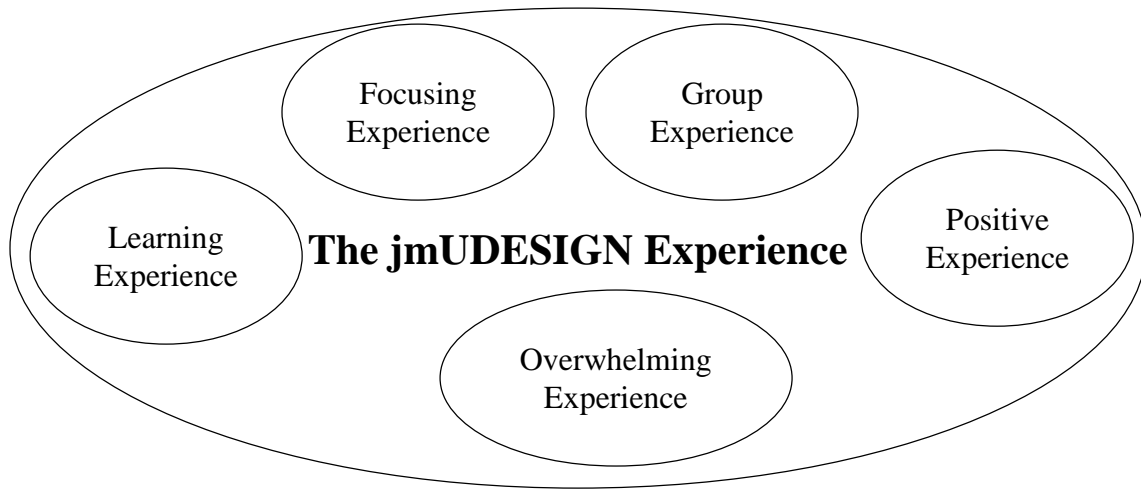 Focusing
Experience
Group
Experience
Learning
Experience
The jmUDESIGN Experience
Positive
Experience
Overwhelming
Experience